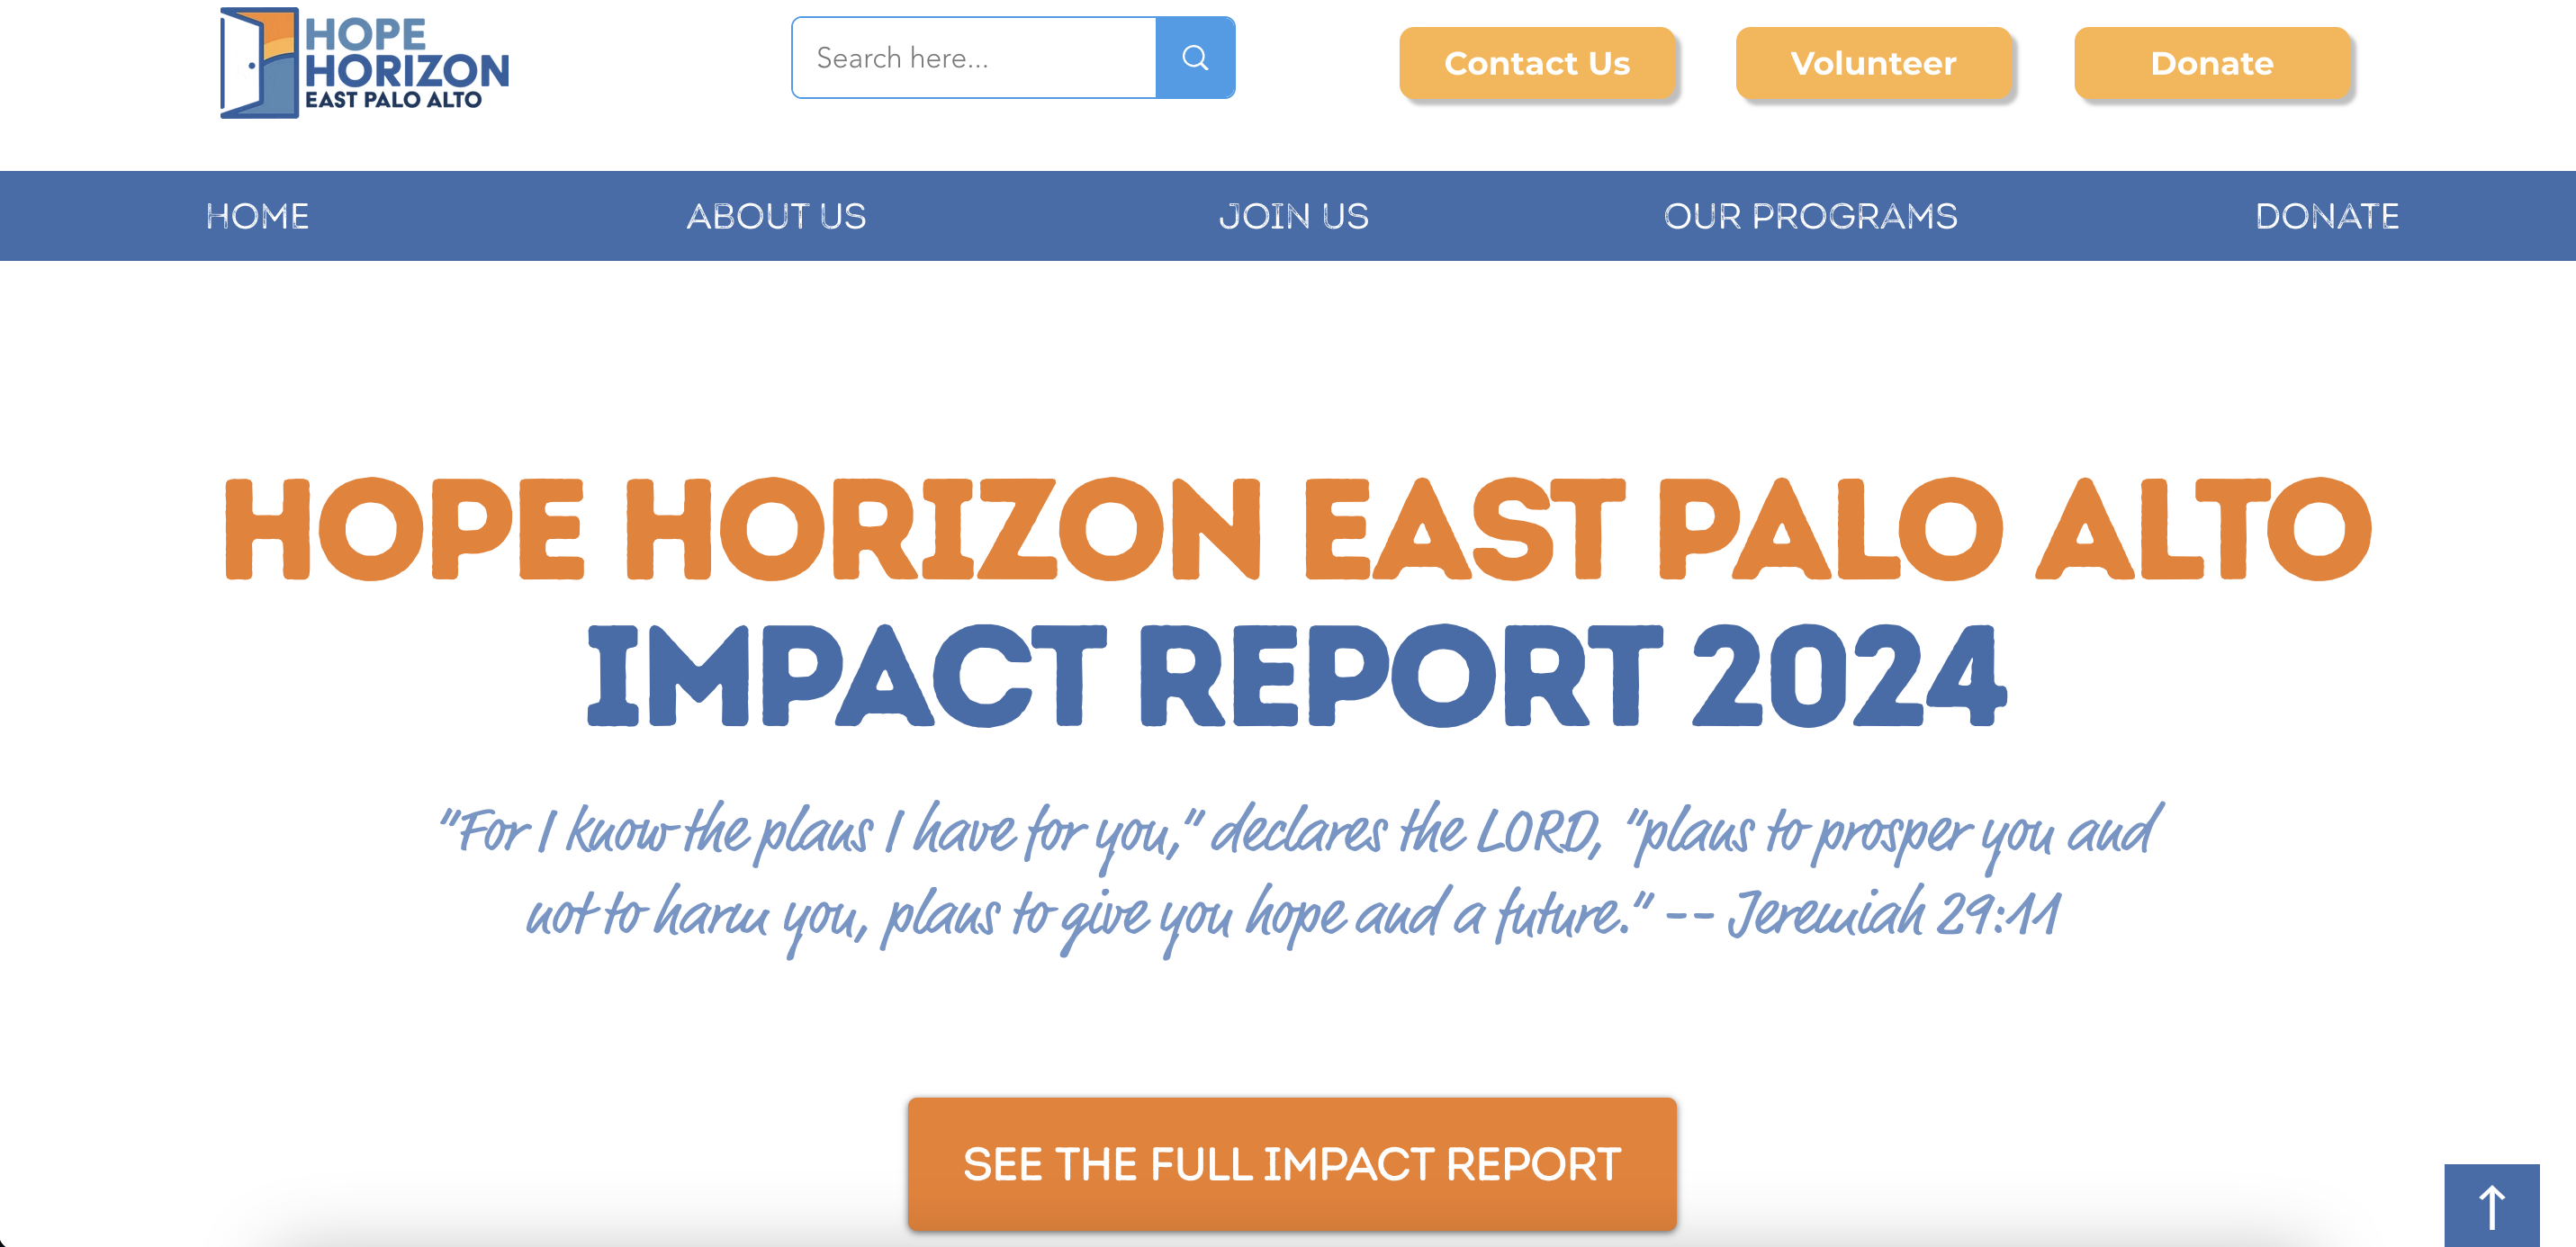 HOPE
HORIZON
EAST PALO ALTO
Search here...
Contact Us
Volunteer
Donate
HOME
ABOUT US
JOIN US
OUR PROGRAMS
DONATE
HOPE HORIZON EAST PALO ALTO
IMPACT REPORT 2024
"For I know the plans I have for you," declares the LORD, "plans to prosper you and
not to harm you, plans to give you hope and a future." -- Jeremiah 29:11
SEE THE FULL IMPACT REPORT